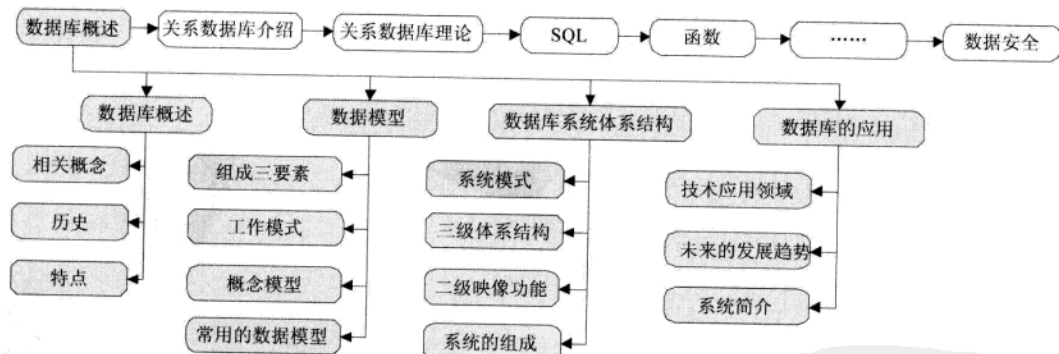 数据库概述
关系数据库介绍
关系数据库理论
SQL
函数
……
数据安全
数据库概述
相关概念
历史
特点
数据模型
组成三要素
工作模式
概念模型
常用的数据模型
数据库系统体系结构
系统模式
三级体系结构
二级映像功能
系统的组成
数据库的应用
技术应用领域
未来的发展趋势
系统简介